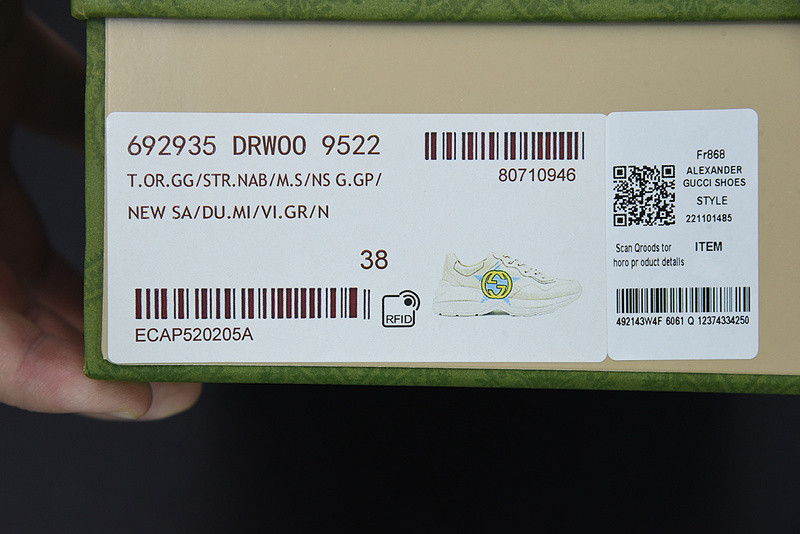 692935 DRW00 9522
80710946
T.OR.GG/STR.NAB/M.S/NS G.GP/
NEW SA/DU.MI/VI.GR/N
38
ECAP520205A
RFID
Fr868
ALEXANDER
GUCCI SHOES
STYLE
221101485
Scan Qroods tor
horo pr oduct details
ITEM
492143W4F 6061 Q 12374334250